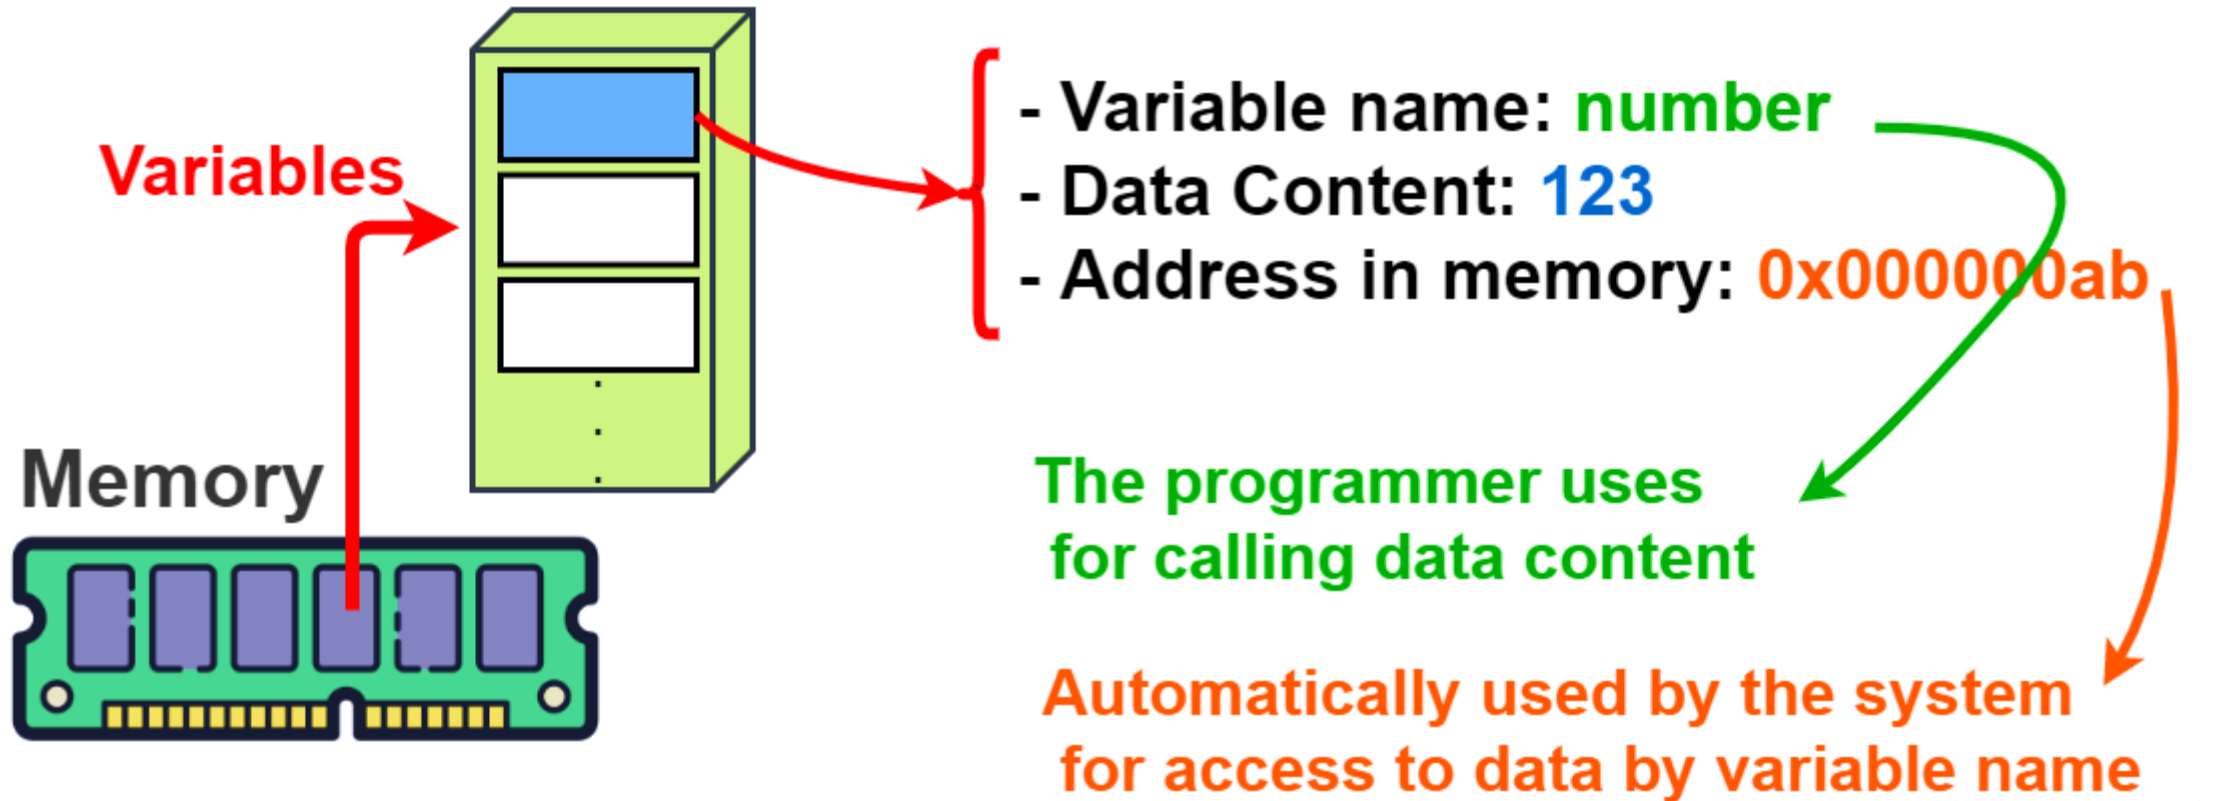 Variables
Memory
- Variable name: number
- Data Content: 123
- Address in memory: 0x000000ab
The programmer uses
for calling data content
Automatically used by the system
for access to data by variable name